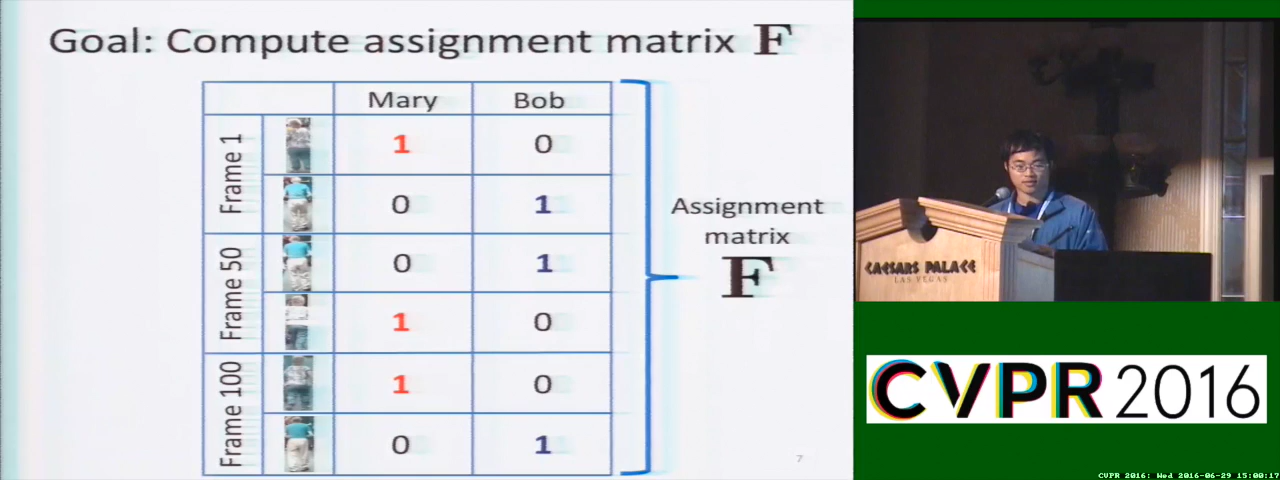 Goal: Compute assignment matrix F
Mary Bob
Frame 1
1 0
0 1
Frame 50
0 1
1 0
Frame 100
1 0
0 1
Assignment
matrix
F
7
CAESARS PALACE
LAS VEGAS
CVPR 2016
CVPR 2016: Wed 2016-06-29 15:00:17